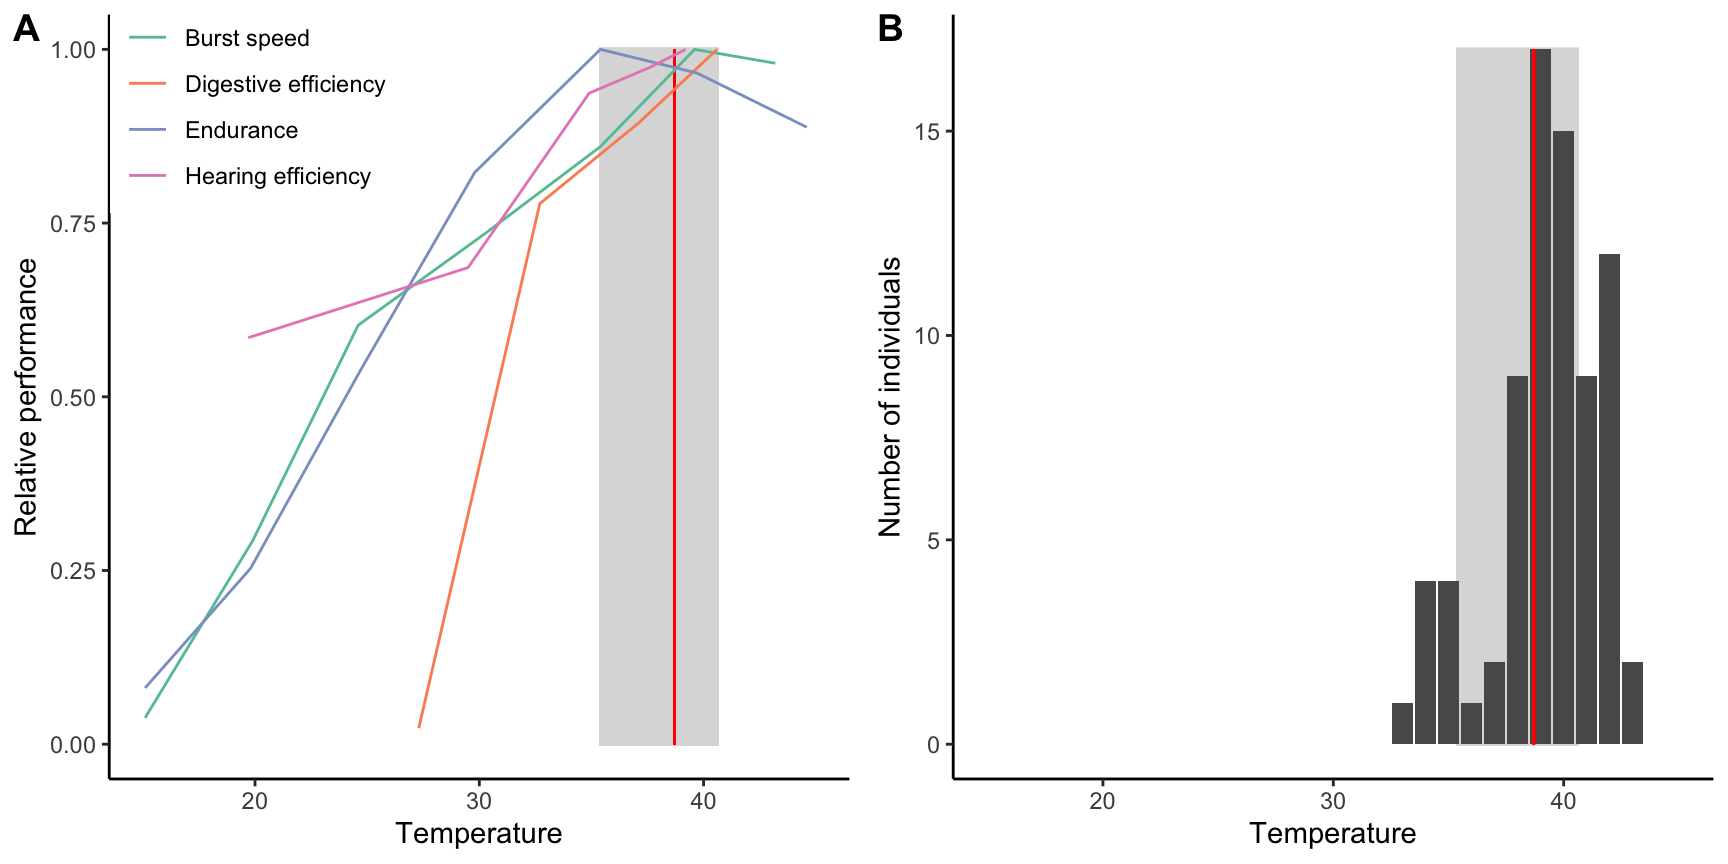 A
Burst speed
Digestive efficiency
Endurance
Hearing efficiency
1.00
0.75
0.50
0.25
0.00
Relative performance
20 30 40
Temperature
B
15
10
5
0
Number of individuals
20 30 40
Temperature